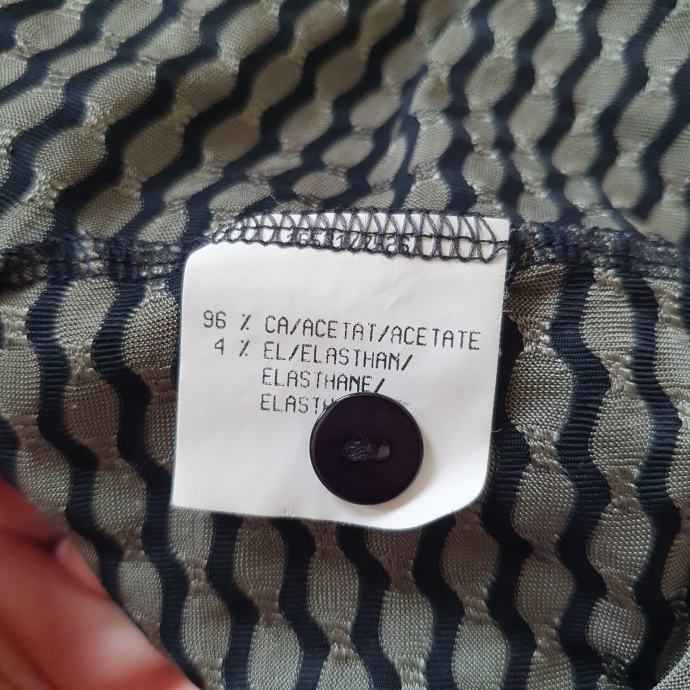 96 % CA/ACETAT/ACETATE
4 % EL/ELASTHAN/
ELASTHANE/